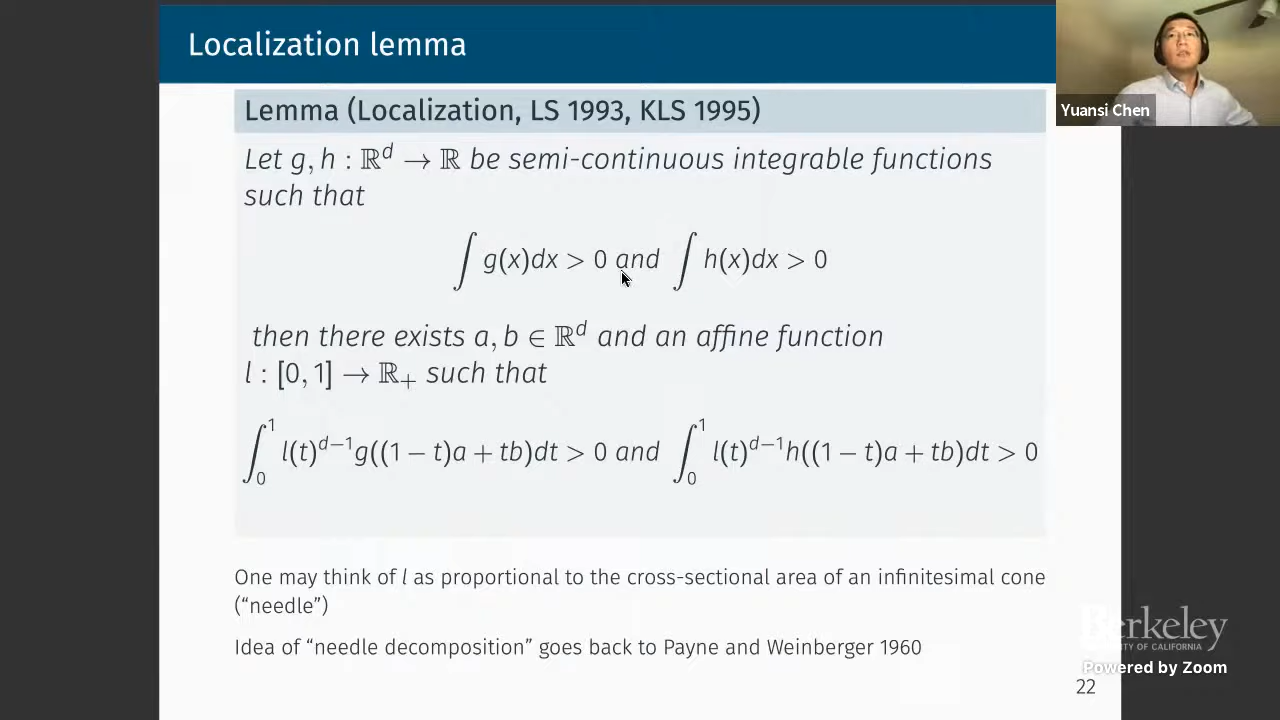 Localization lemma
Yuansi Chen
Lemma (Localization, LS 1993, KLS 1995)
Let g, h : ℝᵈ → ℝ be semi-continuous integrable functions
such that
∫ g(x)dx > 0 and ∫ h(x)dx > 0
then there exists a, b ∈ ℝᵈ and an affine function
l : [0, 1] → ℝ₊ such that
∫₀¹ l(t)ᵈ⁻¹g((1 − t)a + tb)dt > 0 and ∫₀¹ l(t)ᵈ⁻¹h((1 − t)a + tb)dt > 0
One may think of l as proportional to the cross-sectional area of an infinitesimal cone
(“needle”)
Idea of “needle decomposition” goes back to Payne and Weinberger 1960
Berkeley
OF CALIFORNIA
Powered by Zoom
22